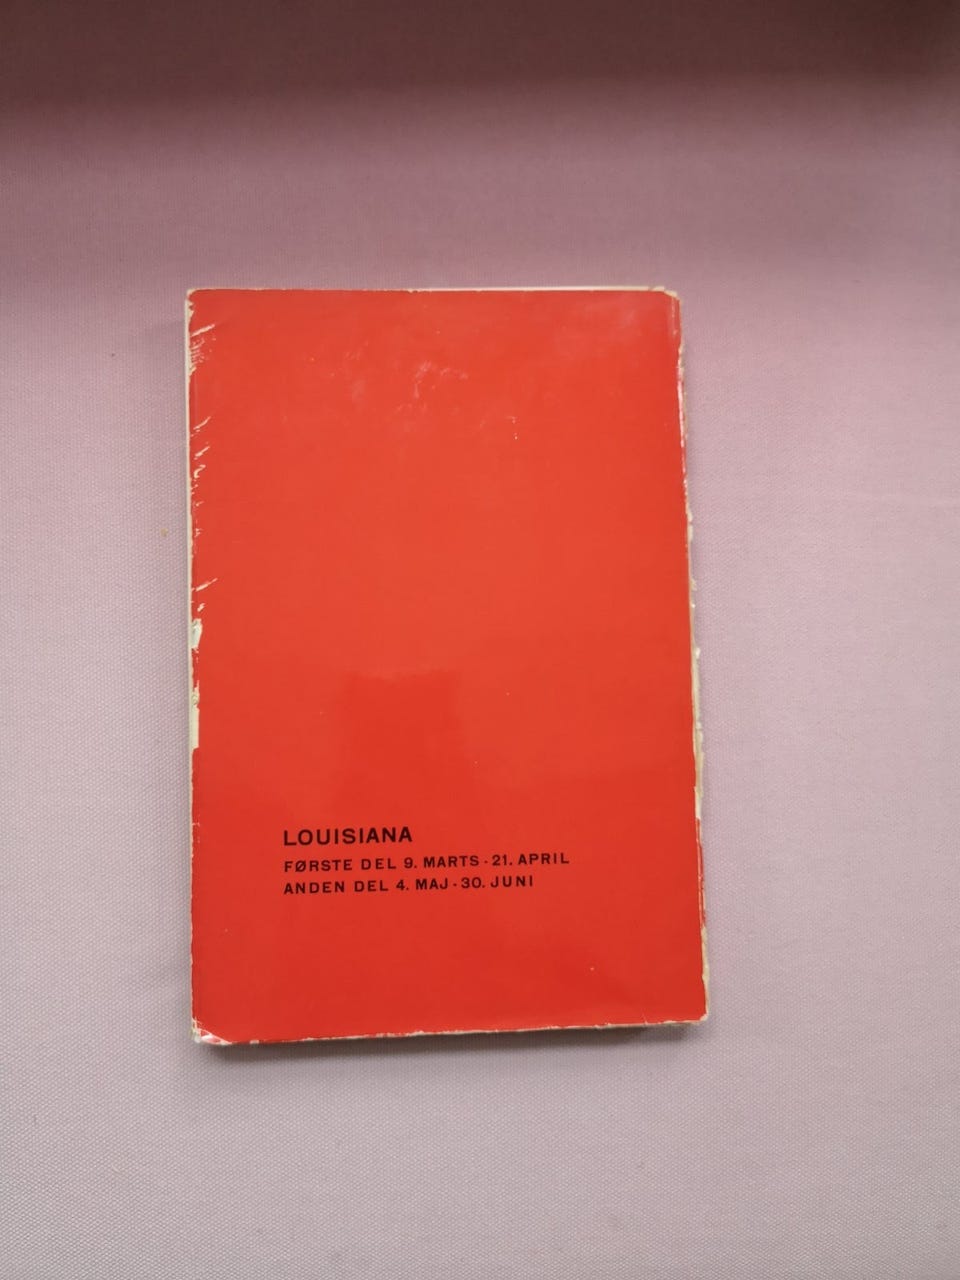 LOUISIANA
FØRSTE DEL 9. MARTS · 21. APRIL
ANDEN DEL 4. MAJ · 30. JUNI